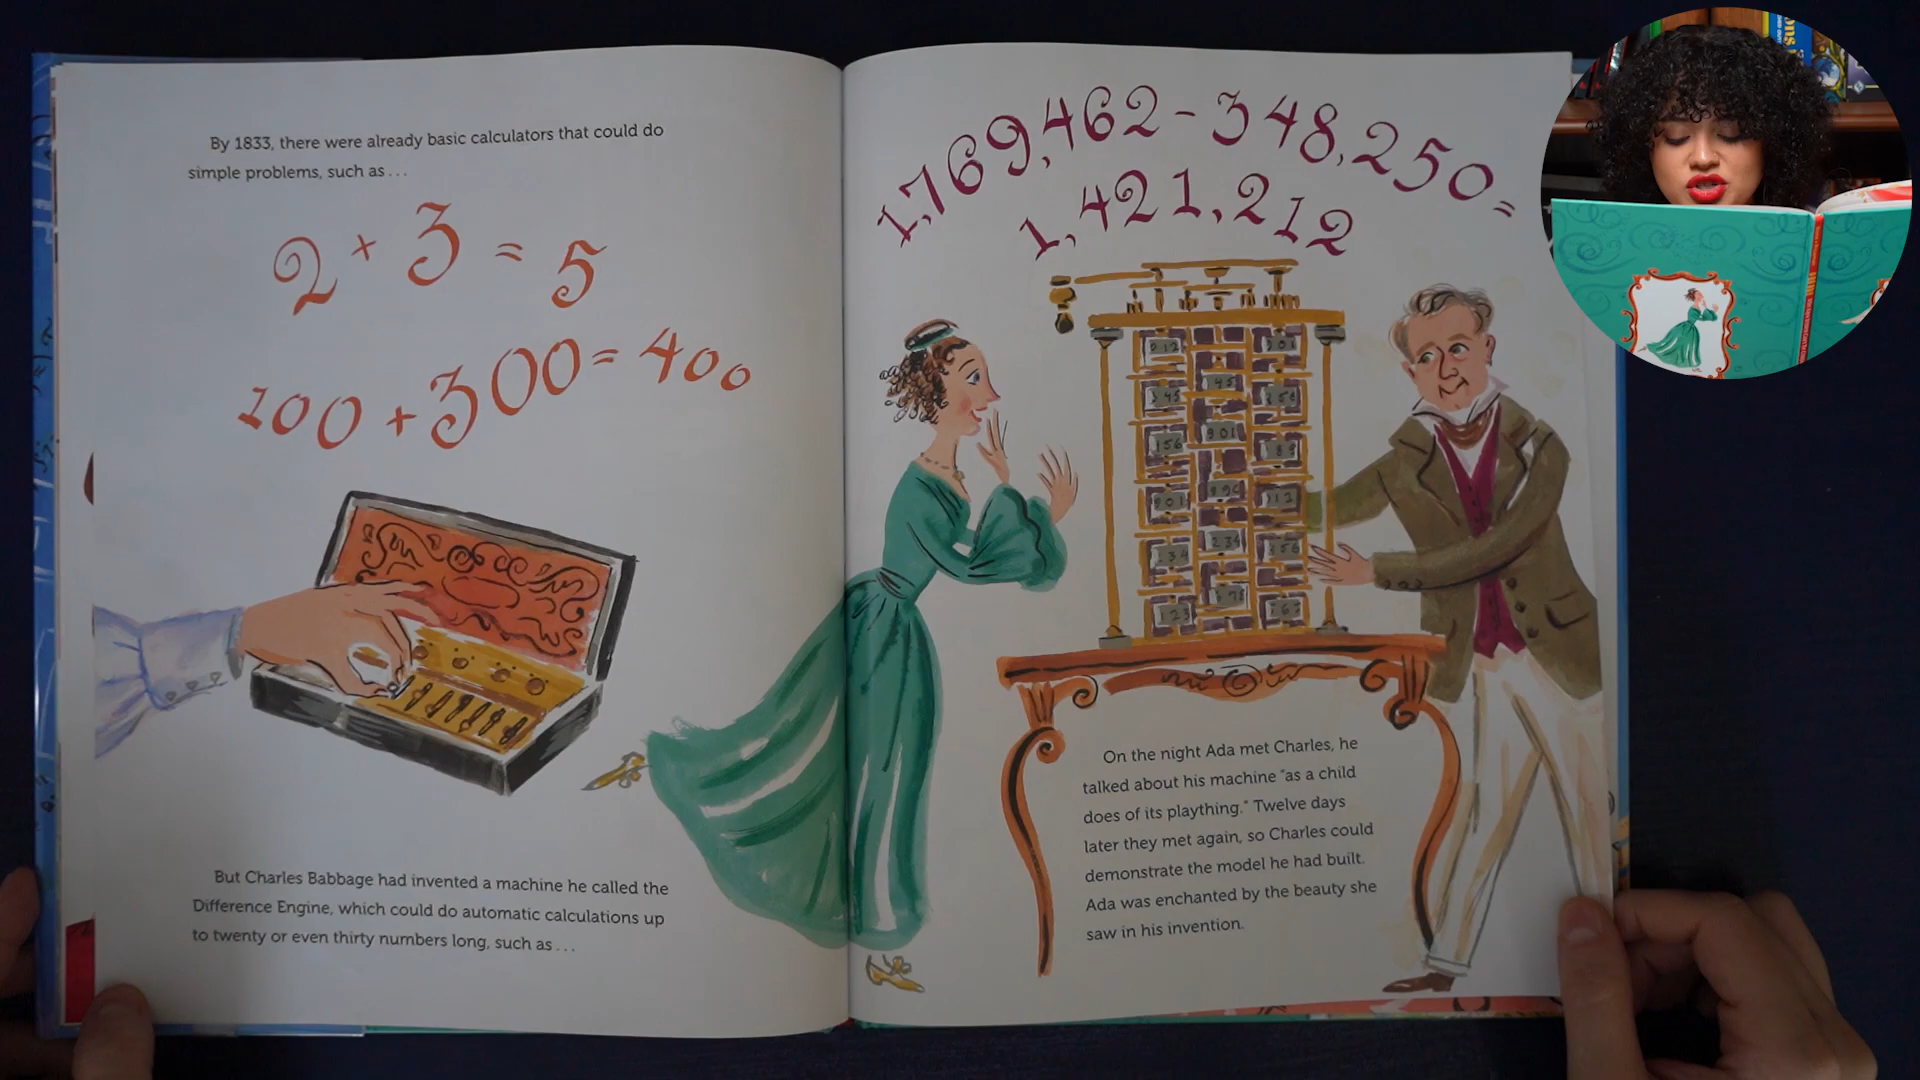 By 1833, there were already basic calculators that could do
simple problems, such as . . .
2 + 3 = 5
100 + 300 = 400
But Charles Babbage had invented a machine he called the
Difference Engine, which could do automatic calculations up
to twenty or even thirty numbers long, such as . . .
1,769,462 - 348,250 =
1,421,212
On the night Ada met Charles, he
talked about his machine “as a child
does of its plaything.” Twelve days
later they met again, so Charles could
demonstrate the model he had built.
Ada was enchanted by the beauty she
saw in his invention.